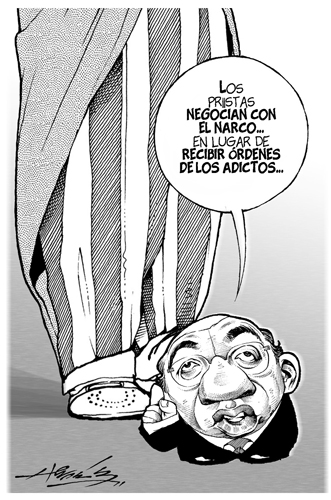 LOS
PRIISTAS
NEGOCIAN CON
EL NARCO...
EN LUGAR DE
RECIBIR ÓRDENES
DE LOS ADICTOS...